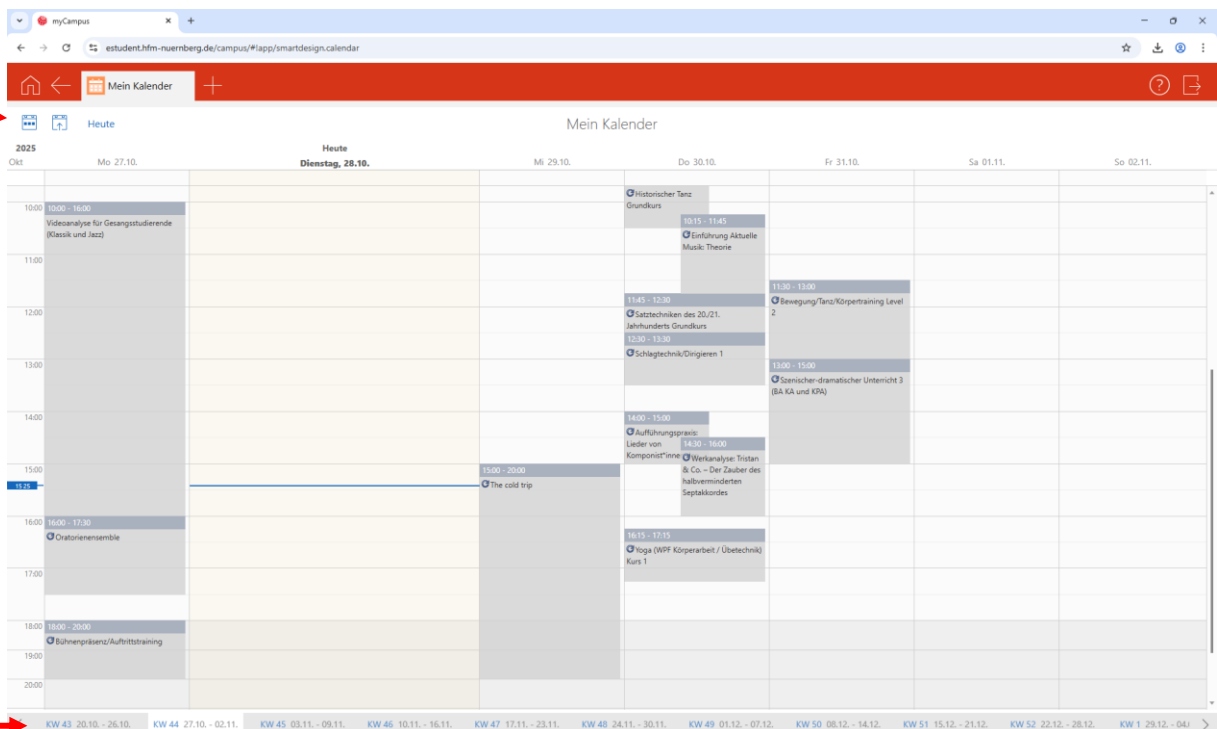 myCampus
estudent.hfm-nuernberg.de/campus/#lapp/smartdesign.calendar
Mein Kalender
Heute
Mein Kalender
2025
Heute
Okt
Mo 27.10.
Dienstag, 28.10.
Mi 29.10.
Do 30.10.
Fr 31.10.
Sa 01.11.
So 02.11.
10:00
11:00
12:00
13:00
14:00
15:00
15:25
16:00
17:00
18:00
19:00
20:00
10:00 - 16:00
Videoanalyse für Gesangsstudierende
(Klassik und Jazz)
16:00 - 17:30
Oratorienensemble
18:00 - 20:00
Bühnenpräsenz/Auftrittstraining
15:00 - 20:00
The cold trip
Historischer Tanz
Grundkurs
10:15 - 11:45
Einführung Aktuelle
Musik: Theorie
11:45 - 12:30
Satztechniken des 20./21.
Jahrhunderts Grundkurs
12:30 - 13:30
Schlagtechnik/Dirigieren 1
14:00 - 15:00
Aufführungspraxis:
Lieder von
Komponist*inne
14:30 - 16:00
Werkanalyse: Tristan
& Co. – Der Zauber des
halbverminderten
Septakkordes
16:15 - 17:15
Yoga (WPF Körperarbeit / Übetechnik)
Kurs 1
11:30 - 13:00
Bewegung/Tanz/Körpertraining Level
2
13:00 - 15:00
Szenischer-dramatischer Unterricht 3
(BA KA und KPA)
KW 43 20.10. - 26.10.
KW 44 27.10. - 02.11.
KW 45 03.11. - 09.11.
KW 46 10.11. - 16.11.
KW 47 17.11. - 23.11.
KW 48 24.11. - 30.11.
KW 49 01.12. - 07.12.
KW 50 08.12. - 14.12.
KW 51 15.12. - 21.12.
KW 52 22.12. - 28.12.
KW 1 29.12. - 04.